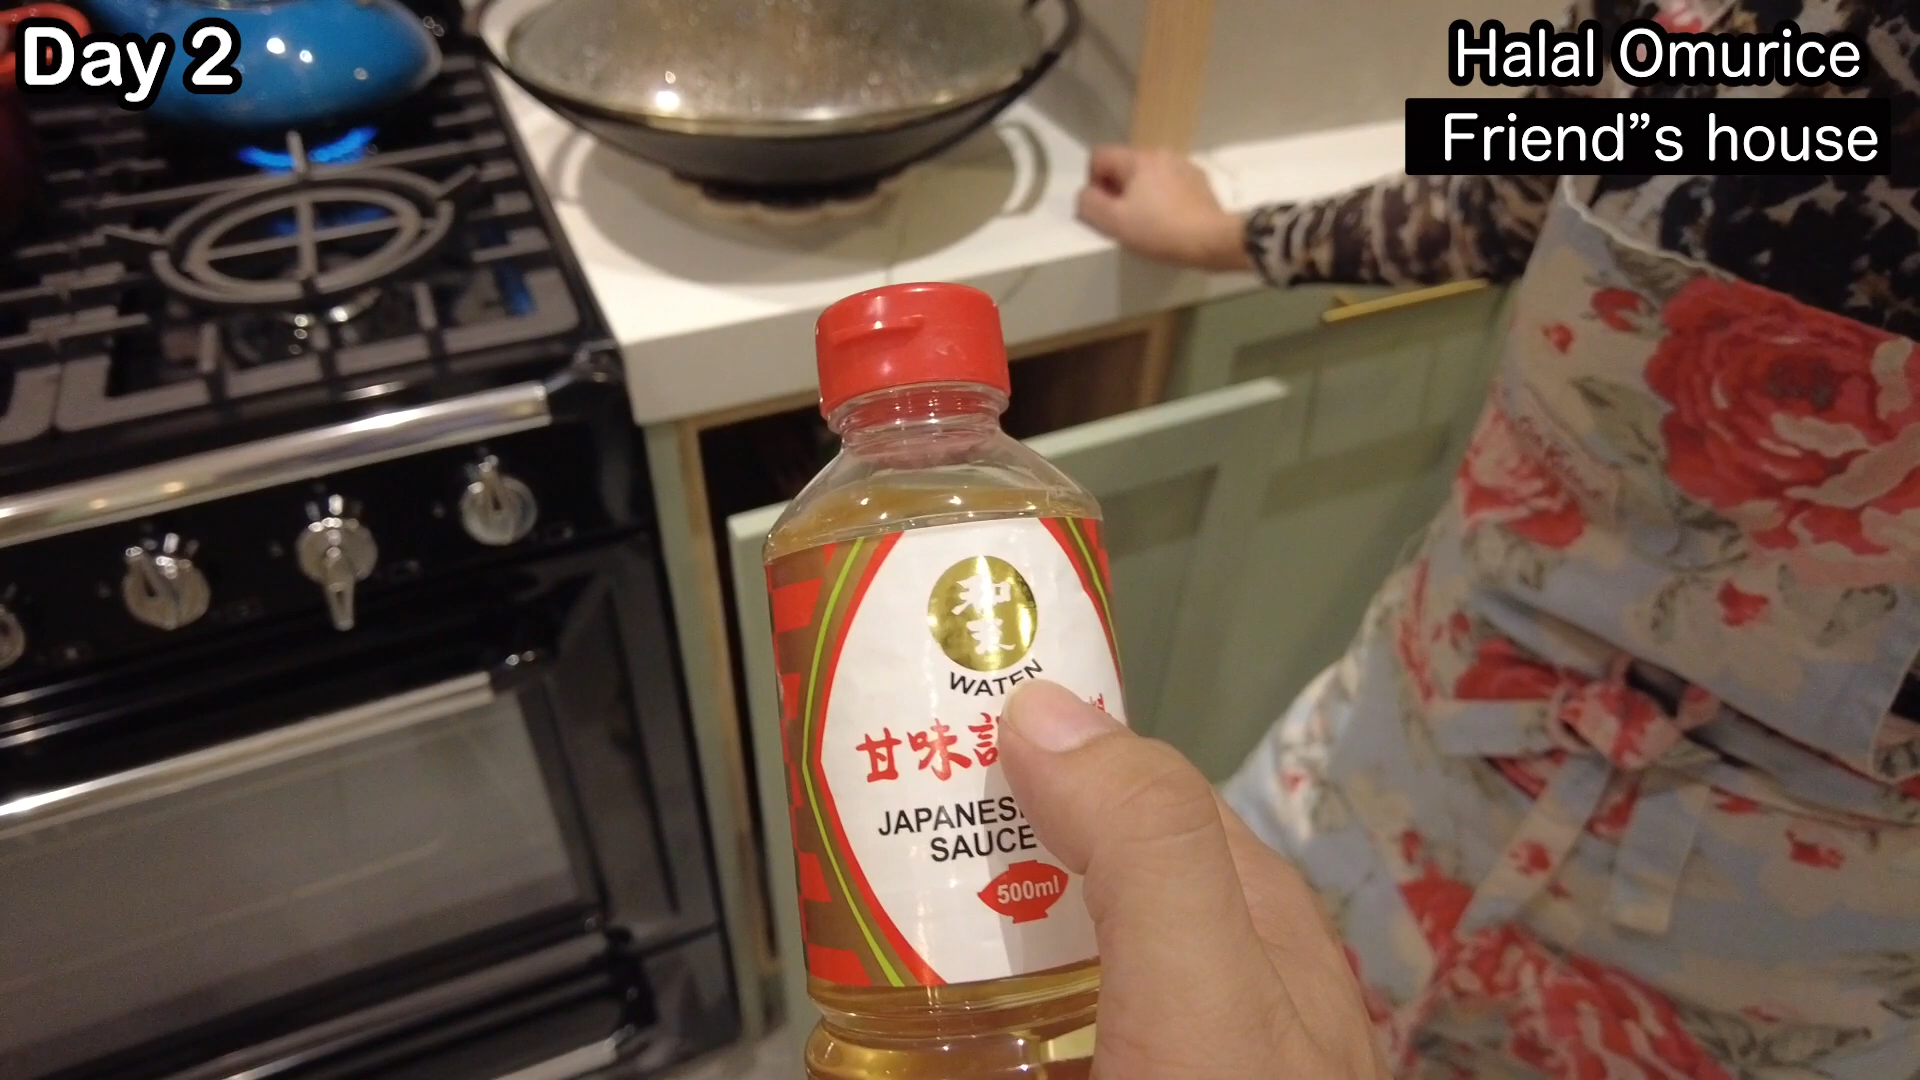 Day 2
Halal Omurice
Friend”s house
WATEN
甘味
JAPANES
SAUCE
500ml